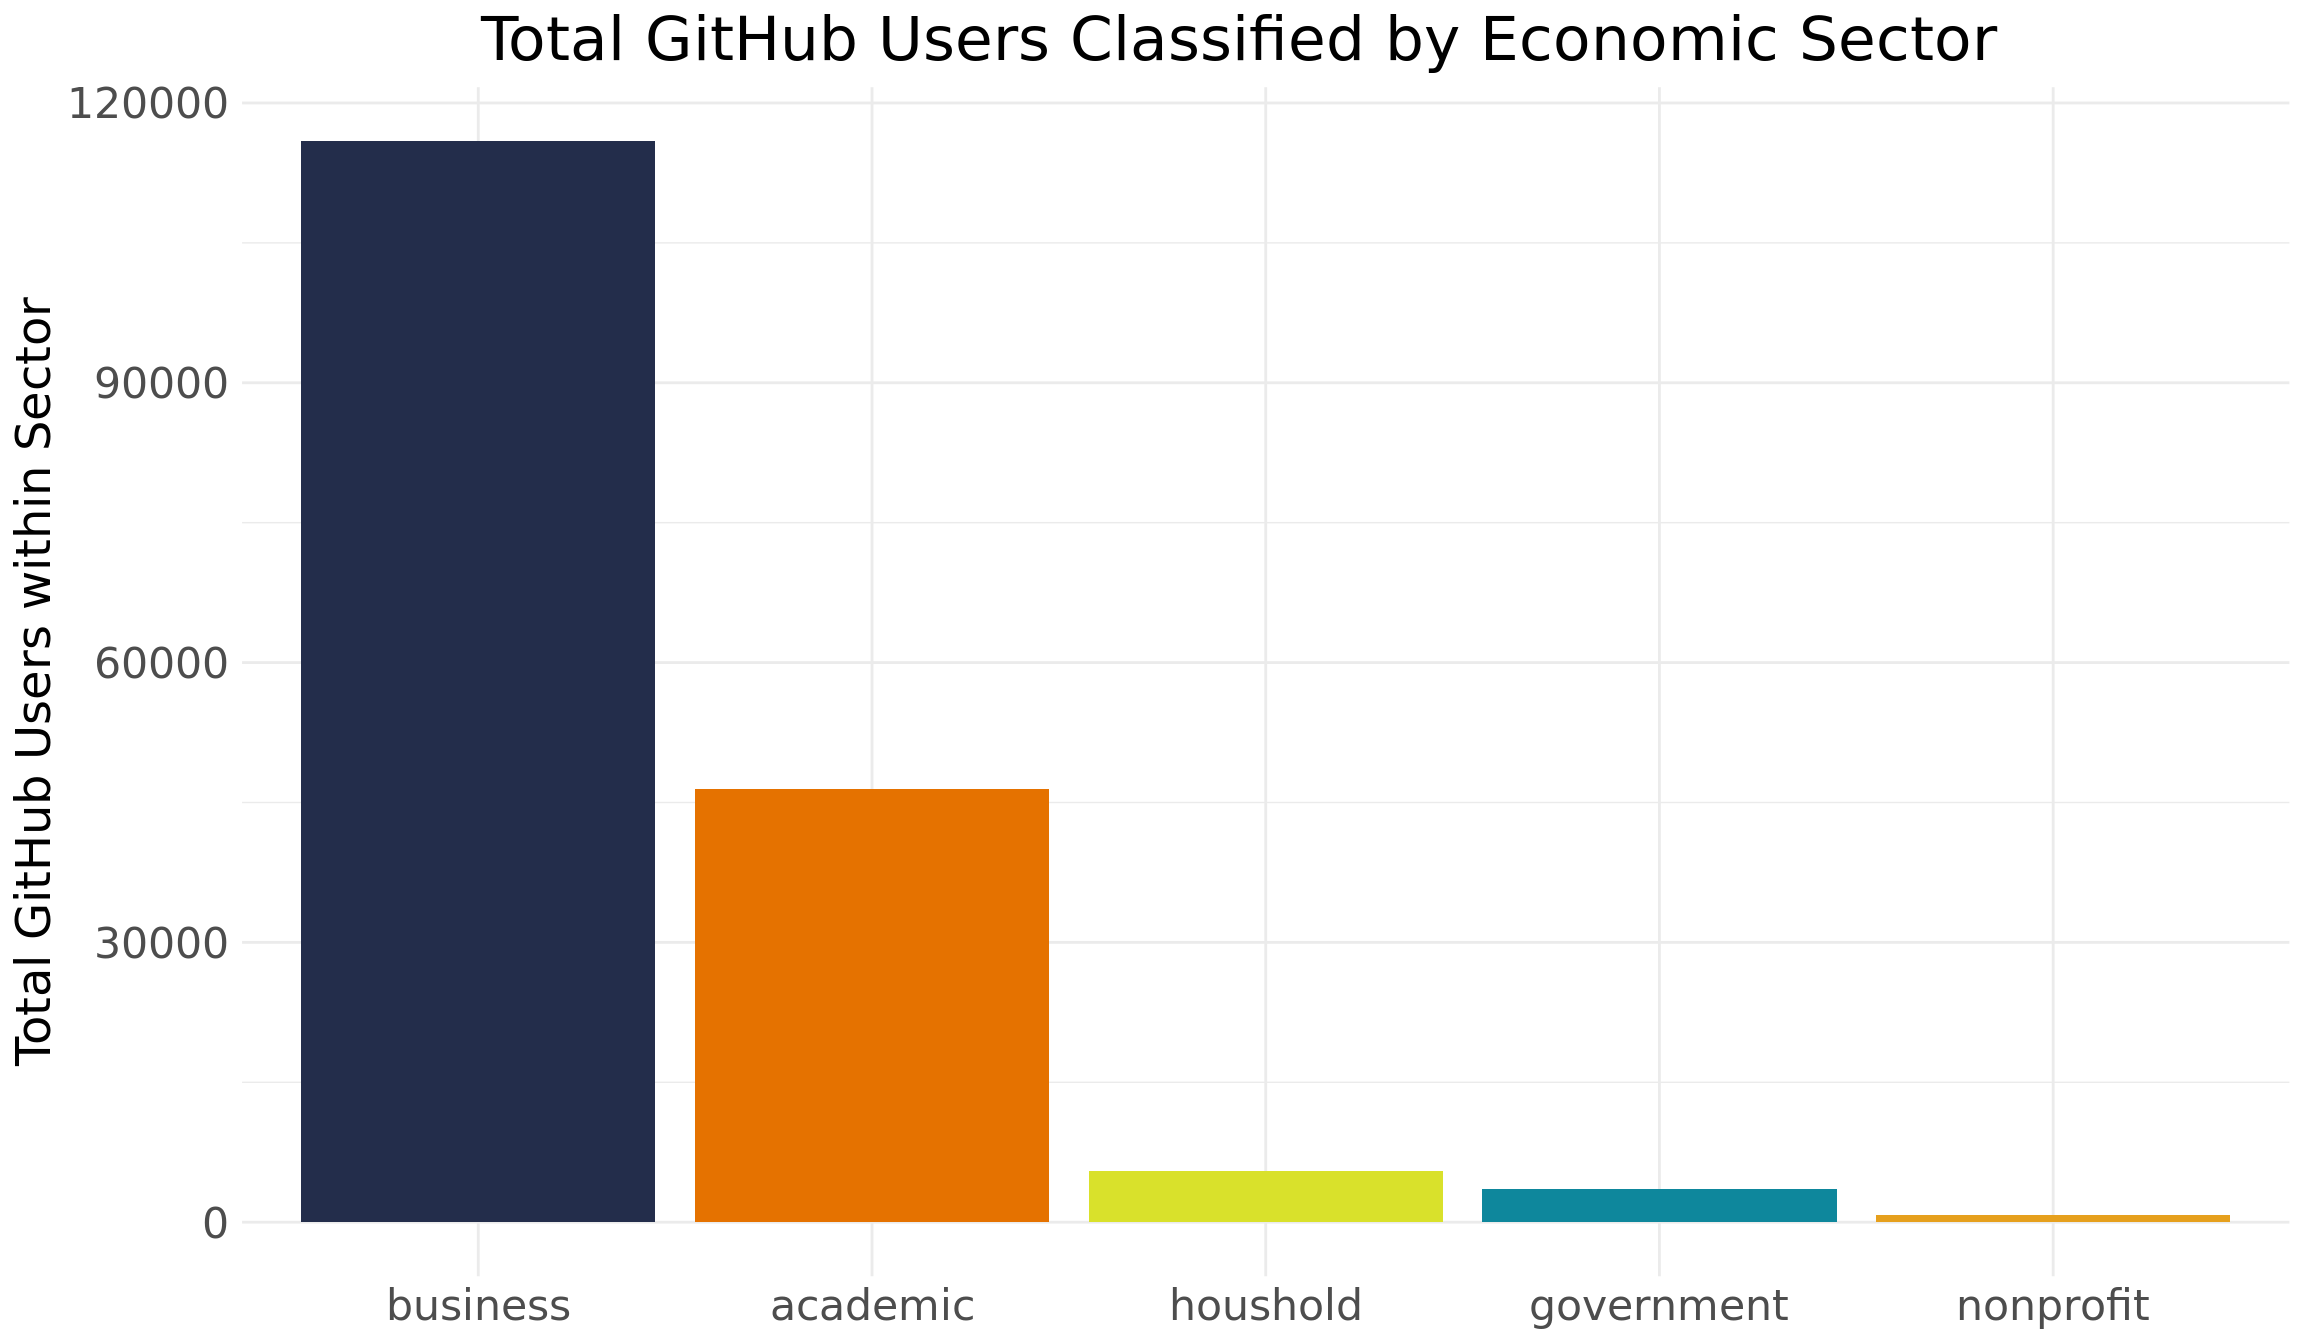 Total GitHub Users Classified by Economic Sector
Total GitHub Users within Sector
120000
90000
60000
30000
0
business
academic
houshold
government
nonprofit